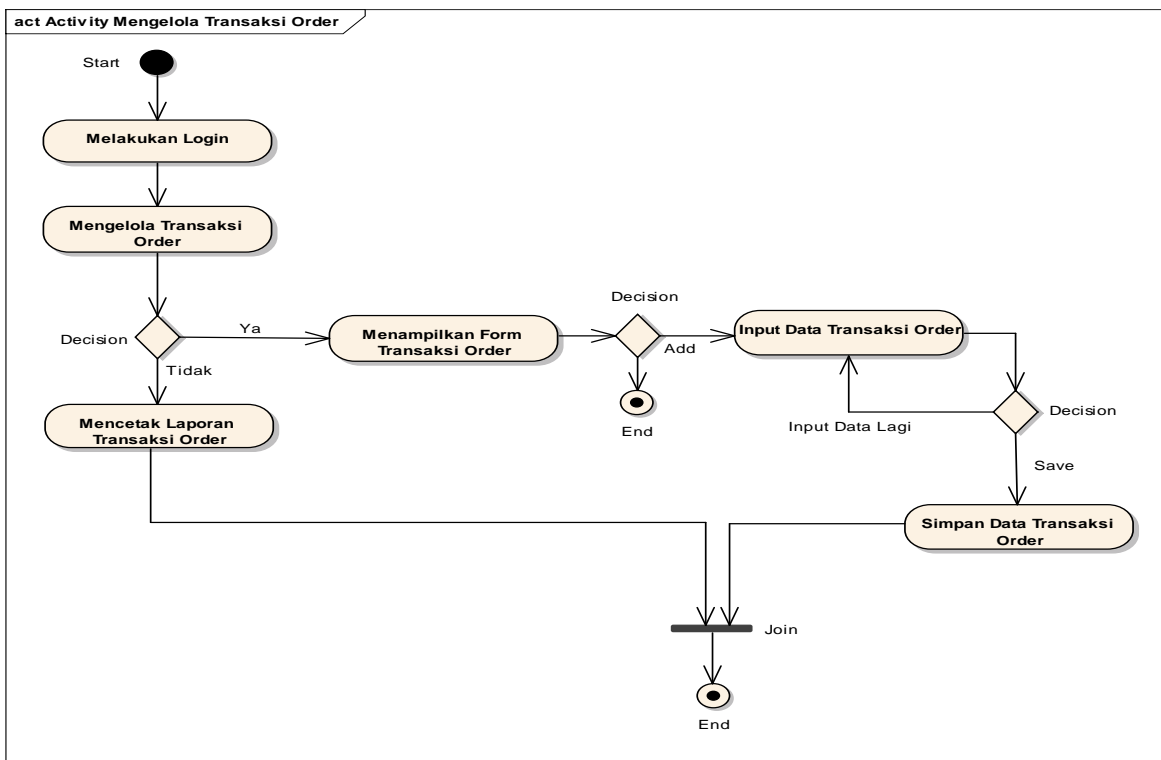 act Activity Mengelola Transaksi Order
Start
Melakukan Login
Mengelola Transaksi
Order
Decision
Ya
Tidak
Menampilkan Form
Transaksi Order
Decision
Add
End
Input Data Transaksi Order
Decision
Input Data Lagi
Save
Mencetak Laporan
Transaksi Order
Simpan Data Transaksi
Order
Join
End